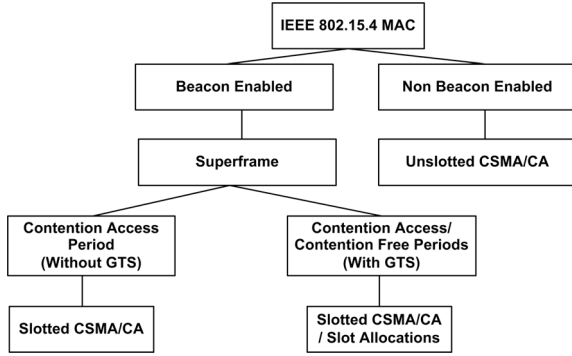 IEEE 802.15.4 MAC
Beacon Enabled
Non Beacon Enabled
Superframe
Unslotted CSMA/CA
Contention Access
Period
(Without GTS)
Contention Access/
Contention Free Periods
(With GTS)
Slotted CSMA/CA
Slotted CSMA/CA
/ Slot Allocations